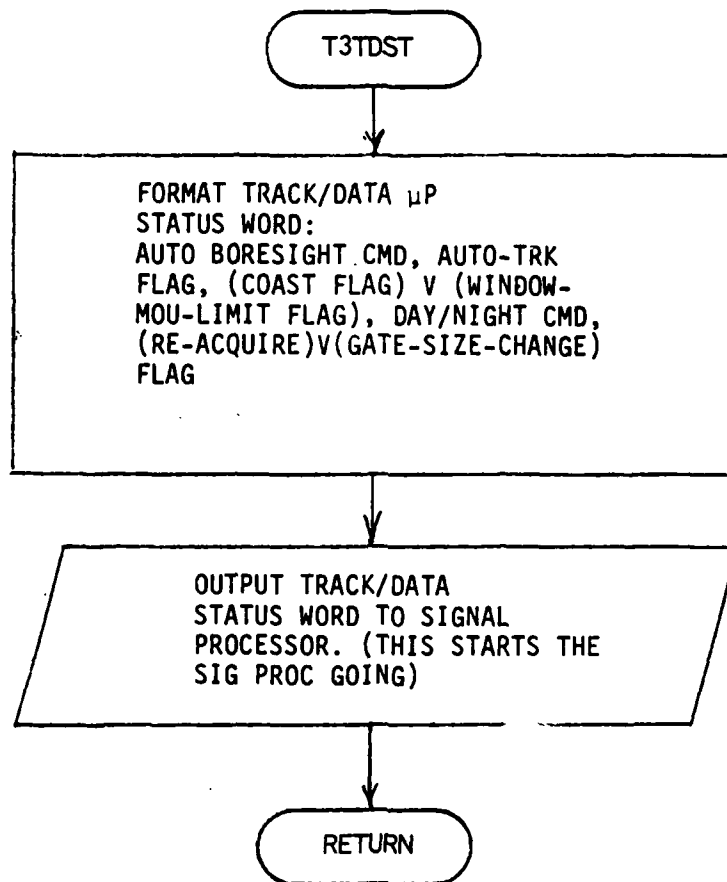 T3TDST
FORMAT TRACK/DATA μP
STATUS WORD:
AUTO BORESIGHT CMD, AUTO-TRK
FLAG, (COAST FLAG) V (WINDOW-
MOU-LIMIT FLAG), DAY/NIGHT CMD,
(RE-ACQUIRE)V(GATE-SIZE-CHANGE)
FLAG
OUTPUT TRACK/DATA
STATUS WORD TO SIGNAL
PROCESSOR. (THIS STARTS THE
SIG PROC GOING)
RETURN